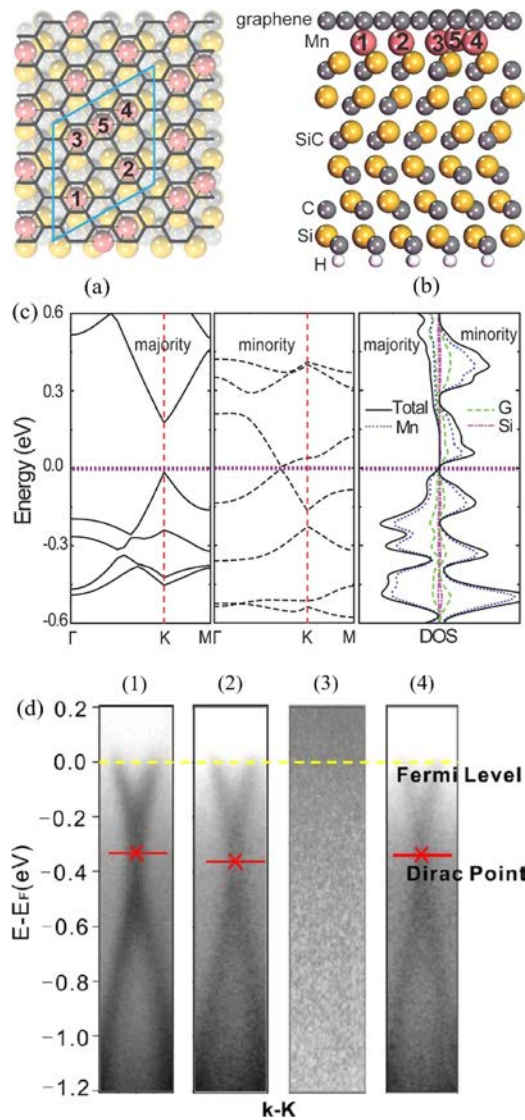 graphene
Mn
1 2 3 5 4
4
5
3
2
1
SiC
C
Si
H
(a)
(b)
(c)
0.6
0.3
0.0
-0.3
-0.6
Energy (eV)
majority
minority
majority
minority
Total
G
Mn
Si
Γ K M
Γ K M
DOS
(1)
(2)
(3)
(4)
(d)
0.2
0.0
-0.2
-0.4
-0.6
-0.8
-1.0
-1.2
E-EF(eV)
Fermi Level
Dirac Point
k-K